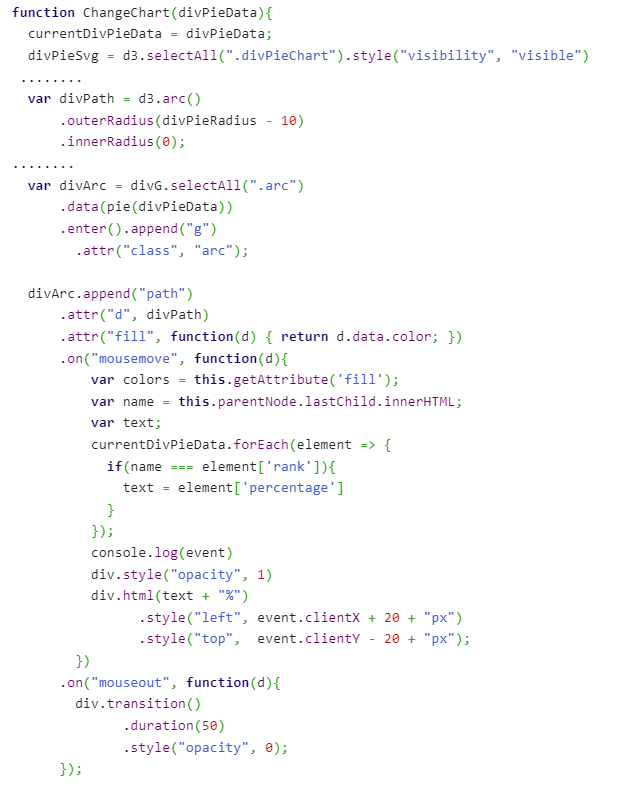 function ChangeChart(divPieData){
  currentDivPieData = divPieData;
  divPieSvg = d3.selectAll(".divPieChart").style("visibility", "visible")
 ........
  var divPath = d3.arc()
      .outerRadius(divPieRadius - 10)
      .innerRadius(0);
........
  var divArc = divG.selectAll(".arc")
      .data(pie(divPieData))
      .enter().append("g")
        .attr("class", "arc");

  divArc.append("path")
      .attr("d", divPath)
      .attr("fill", function(d) { return d.data.color; })
      .on("mousemove", function(d){
          var colors = this.getAttribute('fill');
          var name = this.parentNode.lastChild.innerHTML;
          var text;
          currentDivPieData.forEach(element => {
            if(name === element['rank']){
              text = element['percentage']
            }
          });
          console.log(event)
          div.style("opacity", 1)
          div.html(text + "%")
                .style("left", event.clientX + 20 + "px")
                .style("top",  event.clientY - 20 + "px");
        })
      .on("mouseout", function(d){
        div.transition()
              .duration(50)
              .style("opacity", 0);
      });